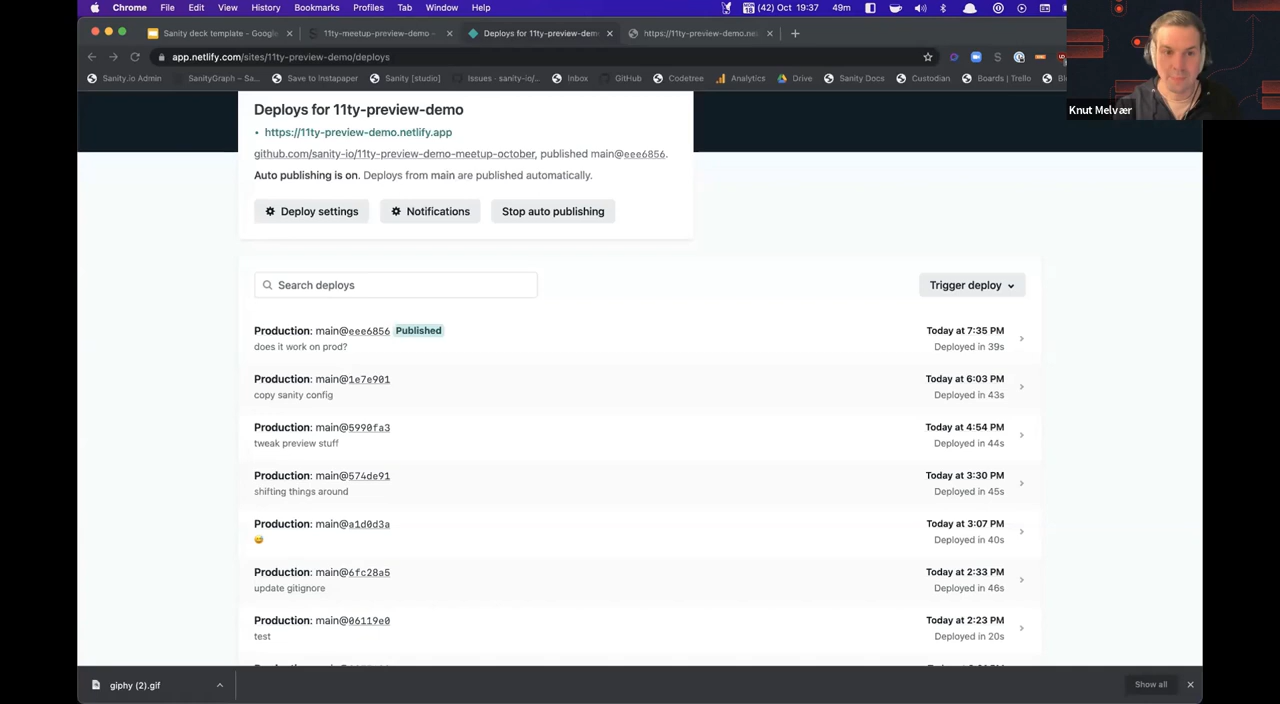 Chrome File Edit View History Bookmarks Profiles Tab Window Help (42) Oct 19:37 49m
Sanity deck template - Google 11ty-meetup-preview-demo - Deploys for 11ty-preview-dem https://11ty-preview-demo.net
app.netlify.com/sites/11ty-preview-demo/deploys
Sanity.io Admin SanityGraph - Sa... Save to Instapaper Sanity [studio] Issues - sanity-io/... Inbox GitHub Codetree Analytics Drive Sanity Docs Custodian Boards | Trello
Knut Melvær
Deploys for 11ty-preview-demo
https://11ty-preview-demo.netlify.app
github.com/sanity-io/11ty-preview-demo-meetup-october, published main@eee6856.
Auto publishing is on. Deploys from main are published automatically.
Deploy settings Notifications Stop auto publishing
Search deploys Trigger deploy
Production: main@eee6856 Published Today at 7:35 PM
does it work on prod? Deployed in 39s
Production: main@1e7e901 Today at 6:03 PM
copy sanity config Deployed in 43s
Production: main@5990fa3 Today at 4:54 PM
tweak preview stuff Deployed in 44s
Production: main@574de91 Today at 3:30 PM
shifting things around Deployed in 45s
Production: main@a1d0d3a Today at 3:07 PM
😅 Deployed in 40s
Production: main@6fc28a5 Today at 2:33 PM
update gitignore Deployed in 46s
Production: main@06119e0 Today at 2:23 PM
test Deployed in 20s
giphy (2).gif Show all